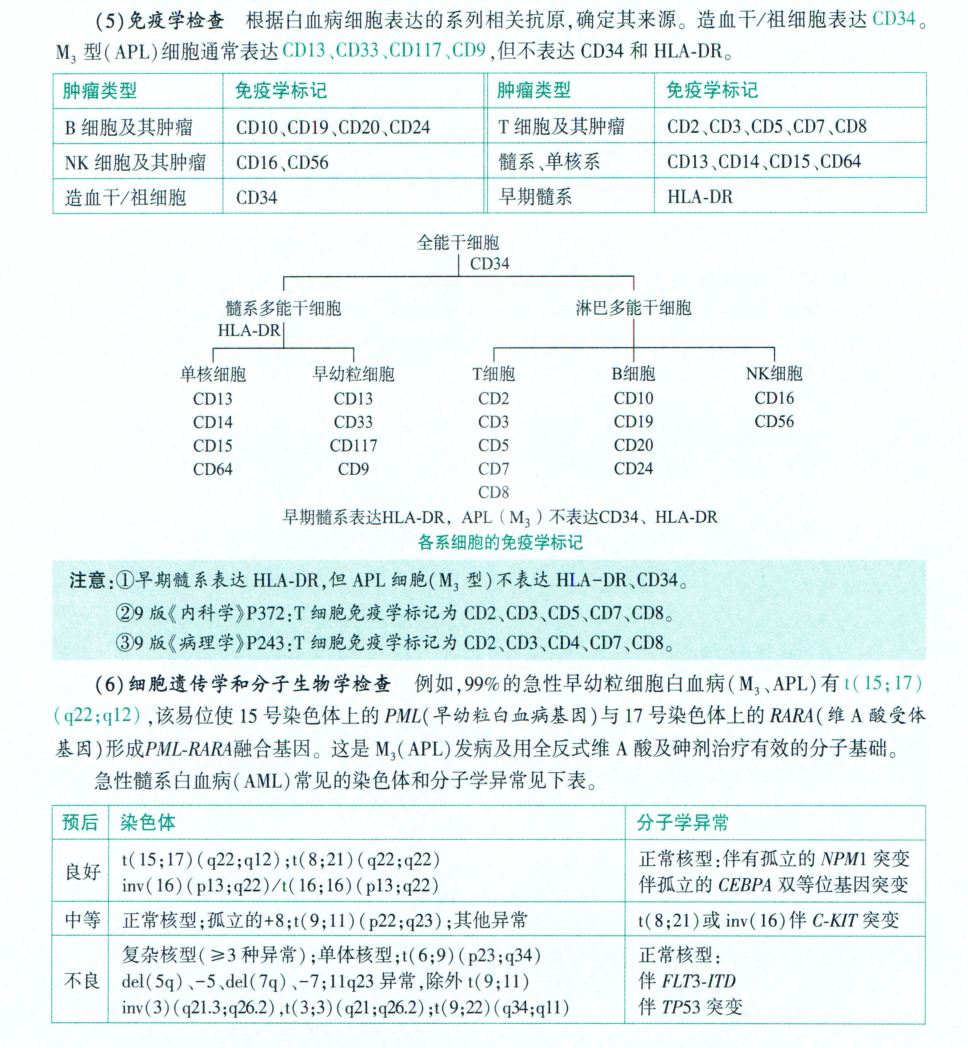 (5)免疫学检查 根据白血病细胞表达的系列相关抗原,确定其来源。造血干/祖细胞表达 CD34。
M₃ 型(APL)细胞通常表达 CD13、CD33、CD117、CD9,但不表达 CD34 和 HLA-DR。
肿瘤类型 免疫学标记 肿瘤类型 免疫学标记
B 细胞及其肿瘤 CD10、CD19、CD20、CD24 T 细胞及其肿瘤 CD2、CD3、CD5、CD7、CD8
NK 细胞及其肿瘤 CD16、CD56 髓系、单核系 CD13、CD14、CD15、CD64
造血干/祖细胞 CD34 早期髓系 HLA-DR
全能干细胞
CD34
髓系多能干细胞 淋巴多能干细胞
HLA-DR
单核细胞 早幼粒细胞 T细胞 B细胞 NK细胞
CD13 CD13 CD2 CD10 CD16
CD14 CD33 CD3 CD19 CD56
CD15 CD117 CD5 CD20
CD64 CD9 CD7 CD24
CD8
早期髓系表达HLA-DR，APL（M₃）不表达CD34、HLA-DR
各系细胞的免疫学标记
注意:①早期髓系表达 HLA-DR,但 APL 细胞(M₃ 型)不表达 HLA-DR、CD34。
②9 版《内科学》P372:T 细胞免疫学标记为 CD2、CD3、CD5、CD7、CD8。
③9 版《病理学》P243:T 细胞免疫学标记为 CD2、CD3、CD4、CD7、CD8。
(6)细胞遗传学和分子生物学检查 例如,99%的急性早幼粒细胞白血病(M₃、APL)有 t(15;17)
(q22;q12),该易位使 15 号染色体上的 PML(早幼粒白血病基因)与 17 号染色体上的 RARA(维 A 酸受体
基因)形成PML-RARA融合基因。这是 M₃(APL)发病及用全反式维 A 酸及砷剂治疗有效的分子基础。
急性髓系白血病(AML)常见的染色体和分子学异常见下表。
预后 染色体 分子学异常
良好 t(15;17)(q22;q12);t(8;21)(q22;q22) 正常核型:伴有孤立的 NPM1 突变
inv(16)(p13;q22)/t(16;16)(p13;q22) 伴孤立的 CEBPA 双等位基因突变
中等 正常核型;孤立的+8;t(9;11)(p22;q23);其他异常 t(8;21)或 inv(16)伴 C-KIT 突变
不良 复杂核型(≥3 种异常);单体核型;t(6;9)(p23;q34) 正常核型:
del(5q)、-5、del(7q)、-7;11q23 异常,除外 t(9;11) 伴 FLT3-ITD
inv(3)(q21.3;q26.2),t(3;3)(q21;q26.2);t(9;22)(q34;q11) 伴 TP53 突变